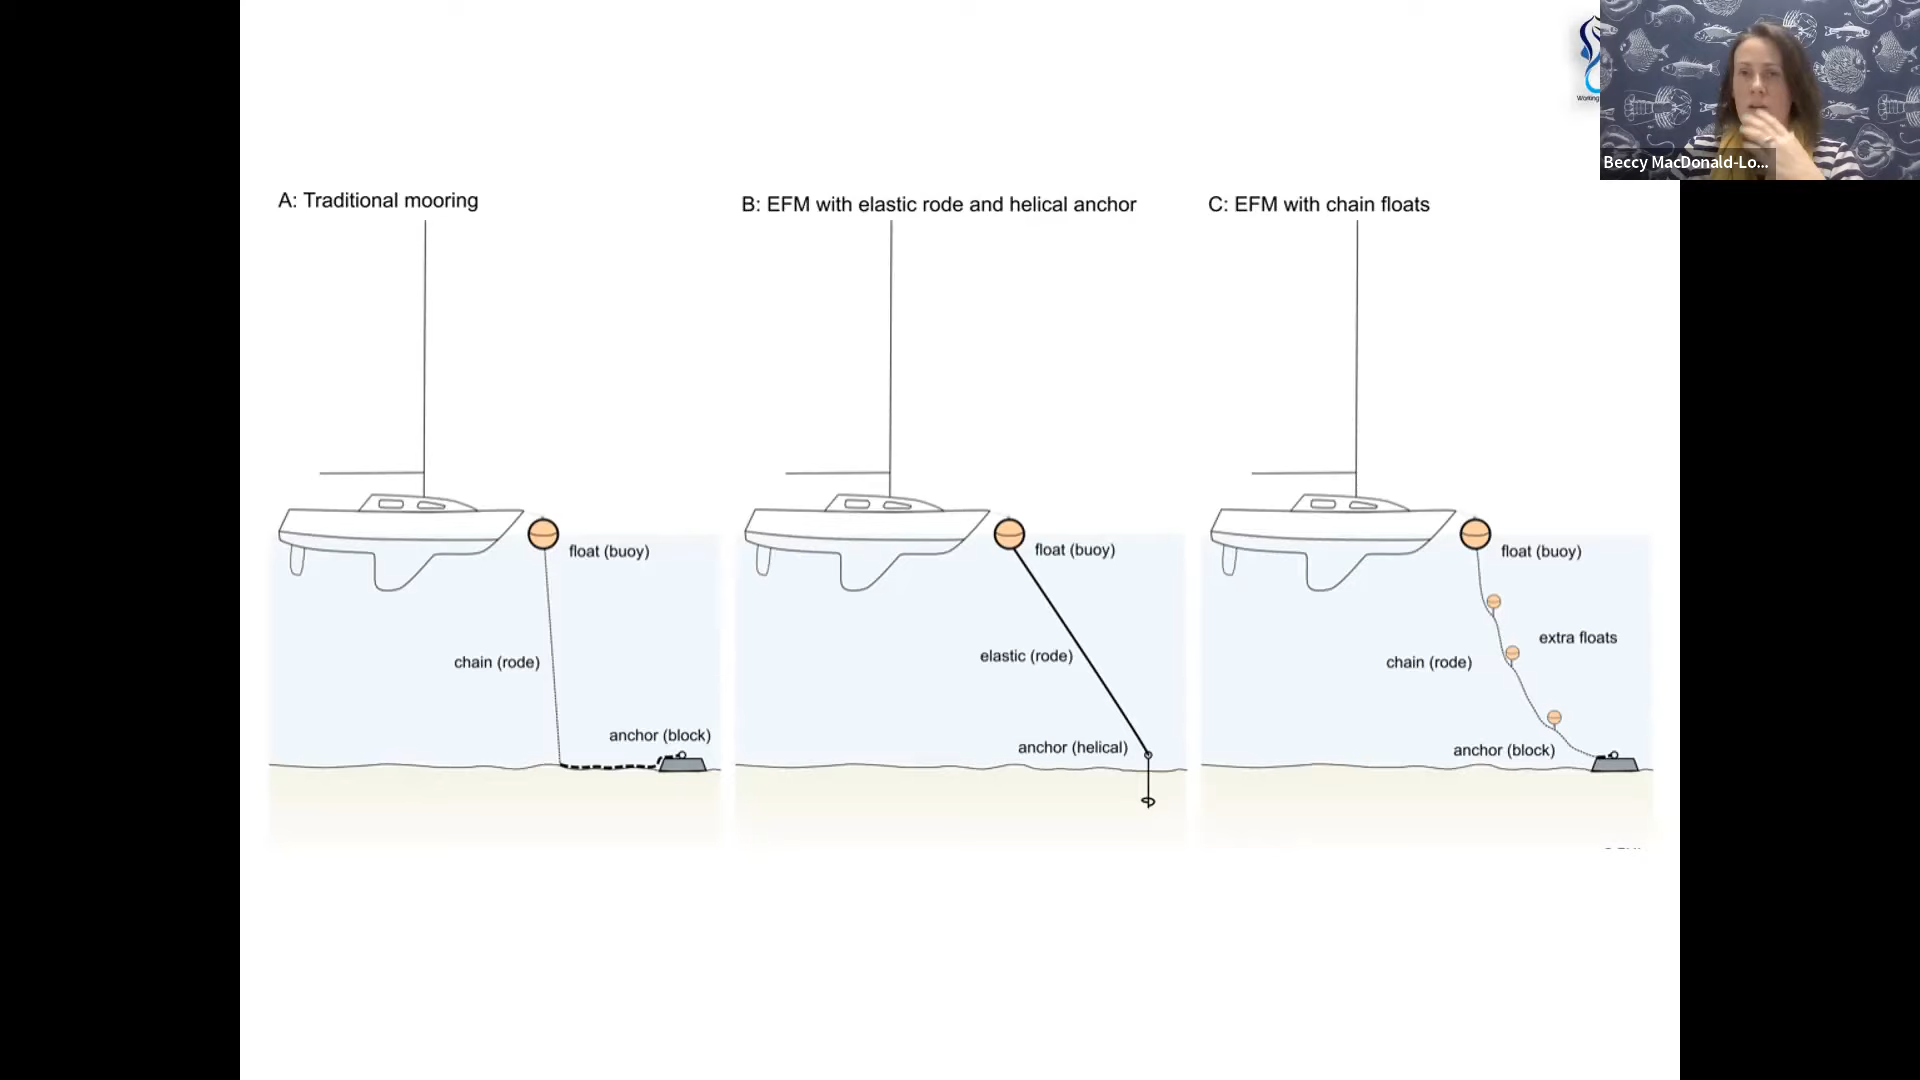 Working
Beccy MacDonald-Lo...
A: Traditional mooring
B: EFM with elastic rode and helical anchor
C: EFM with chain floats
float (buoy)
float (buoy)
float (buoy)
extra floats
chain (rode)
elastic (rode)
chain (rode)
anchor (block)
anchor (helical)
anchor (block)